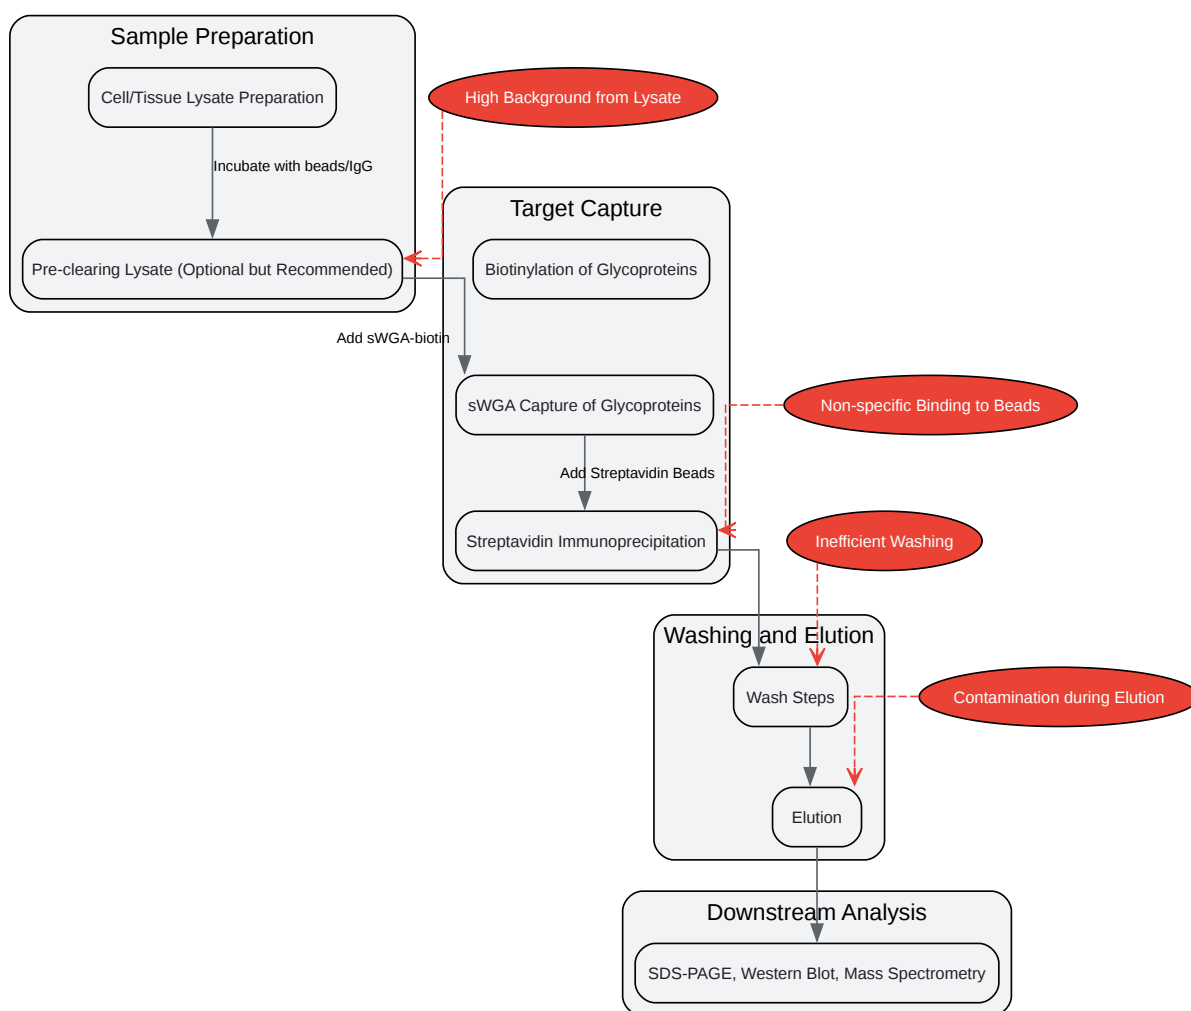 Sample Preparation
Cell/Tissue Lysate Preparation
High Background from Lysate
Incubate with beads/IgG
Target Capture
Pre-clearing Lysate (Optional but Recommended)
Biotinylation of Glycoproteins
Add sWGA-biotin
sWGA Capture of Glycoproteins
Non-specific Binding to Beads
Add Streptavidin Beads
Streptavidin Immunoprecipitation
Inefficient Washing
Washing and Elution
Wash Steps
Contamination during Elution
Elution
Downstream Analysis
SDS-PAGE, Western Blot, Mass Spectrometry